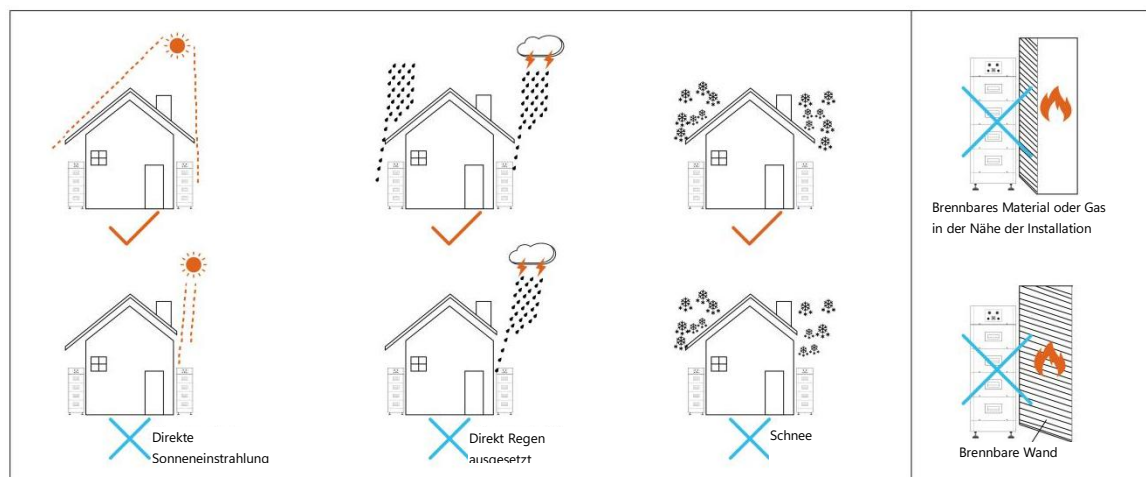 Direkte
Sonneneinstrahlung
Direkt Regen
ausgesetzt
Schnee
Brennbares Material oder Gas
in der Nähe der Installation
Brennbare Wand